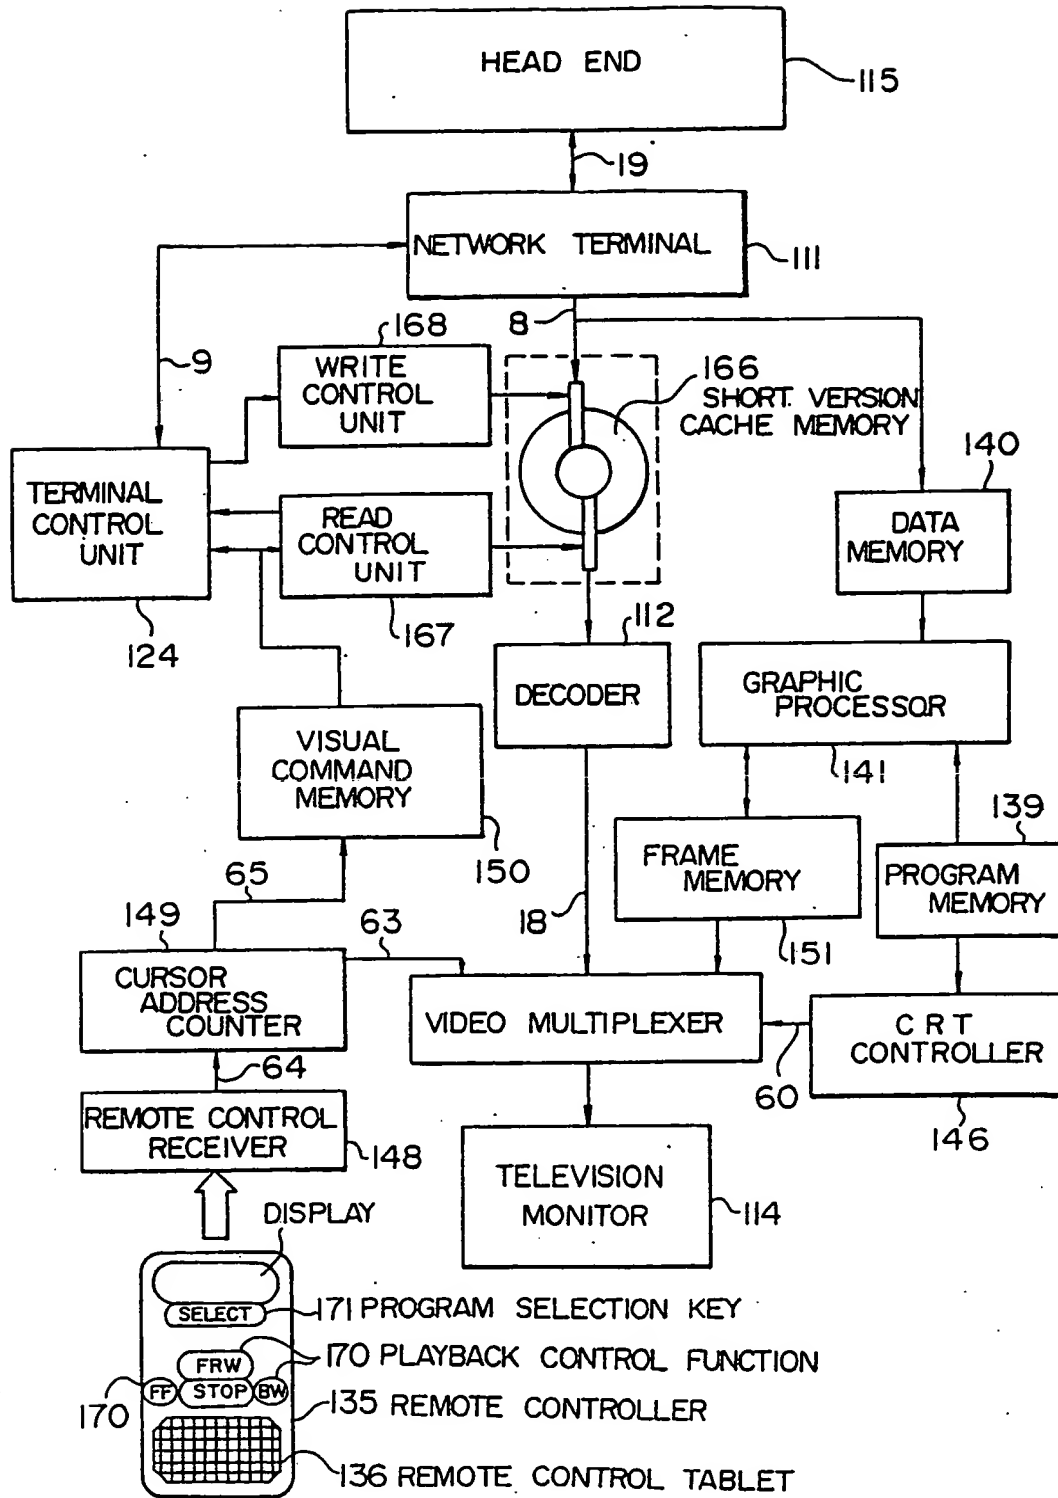 HEAD END
115
19
NETWORK TERMINAL
111
8
9
168
WRITE
CONTROL
UNIT
166
SHORT. VERSION
CACHE MEMORY
140
TERMINAL
CONTROL
UNIT
READ
CONTROL
UNIT
DATA
MEMORY
124
167
112
DECODER
GRAPHIC
PROCESSOR
141
VISUAL
COMMAND
MEMORY
150
139
FRAME
MEMORY
PROGRAM
MEMORY
65
149
63
18
151
CURSOR
ADDRESS
COUNTER
VIDEO MULTIPLEXER
CRT
CONTROLLER
64
60
146
REMOTE CONTROL
RECEIVER
148
TELEVISION
MONITOR
114
DISPLAY
SELECT
171 PROGRAM SELECTION KEY
FRW
170 PLAYBACK CONTROL FUNCTION
FF
STOP
BW
170
135 REMOTE CONTROLLER
136 REMOTE CONTROL TABLET